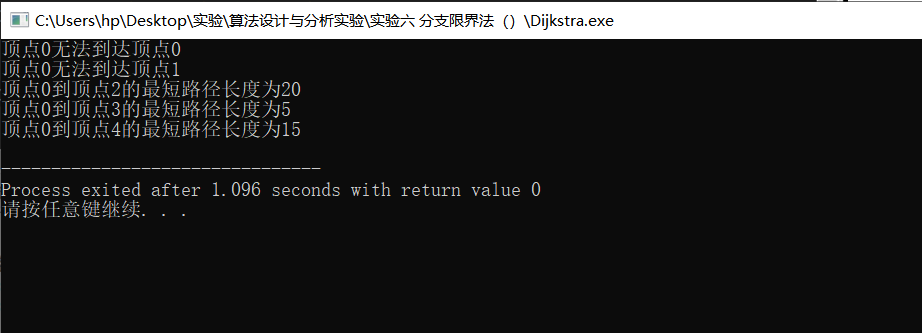 C:\Users\hp\Desktop\实验\算法设计与分析实验\实验六 分支限界法（）\Dijkstra.exe
顶点0无法到达顶点0
顶点0无法到达顶点1
顶点0到顶点2的最短路径长度为20
顶点0到顶点3的最短路径长度为5
顶点0到顶点4的最短路径长度为15
--------------------------------
Process exited after 1.096 seconds with return value 0
请按任意键继续. . .